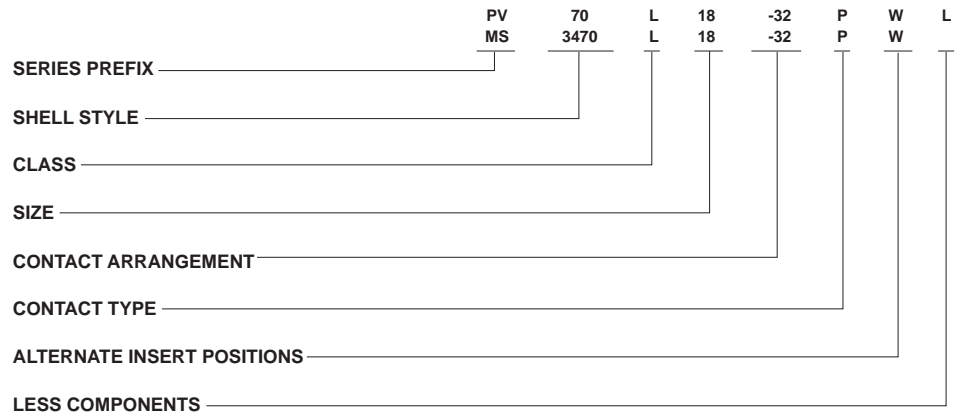 PV 70 L 18 -32 P W L
MS 3470 L 18 -32 P W
SERIES PREFIX
SHELL STYLE
CLASS
SIZE
CONTACT ARRANGEMENT
CONTACT TYPE
ALTERNATE INSERT POSITIONS
LESS COMPONENTS